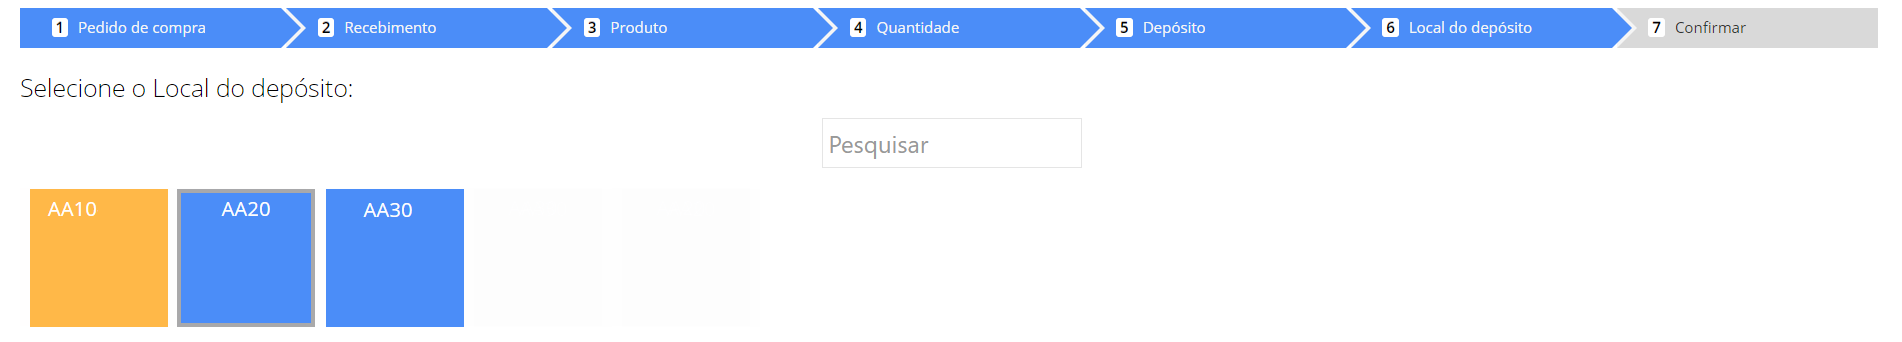 1 Pedido de compra 2 Recebimento 3 Produto 4 Quantidade 5 Depósito 6 Local do depósito 7 Confirmar
Selecione o Local do depósito:
Pesquisar
AA10 AA20 AA30